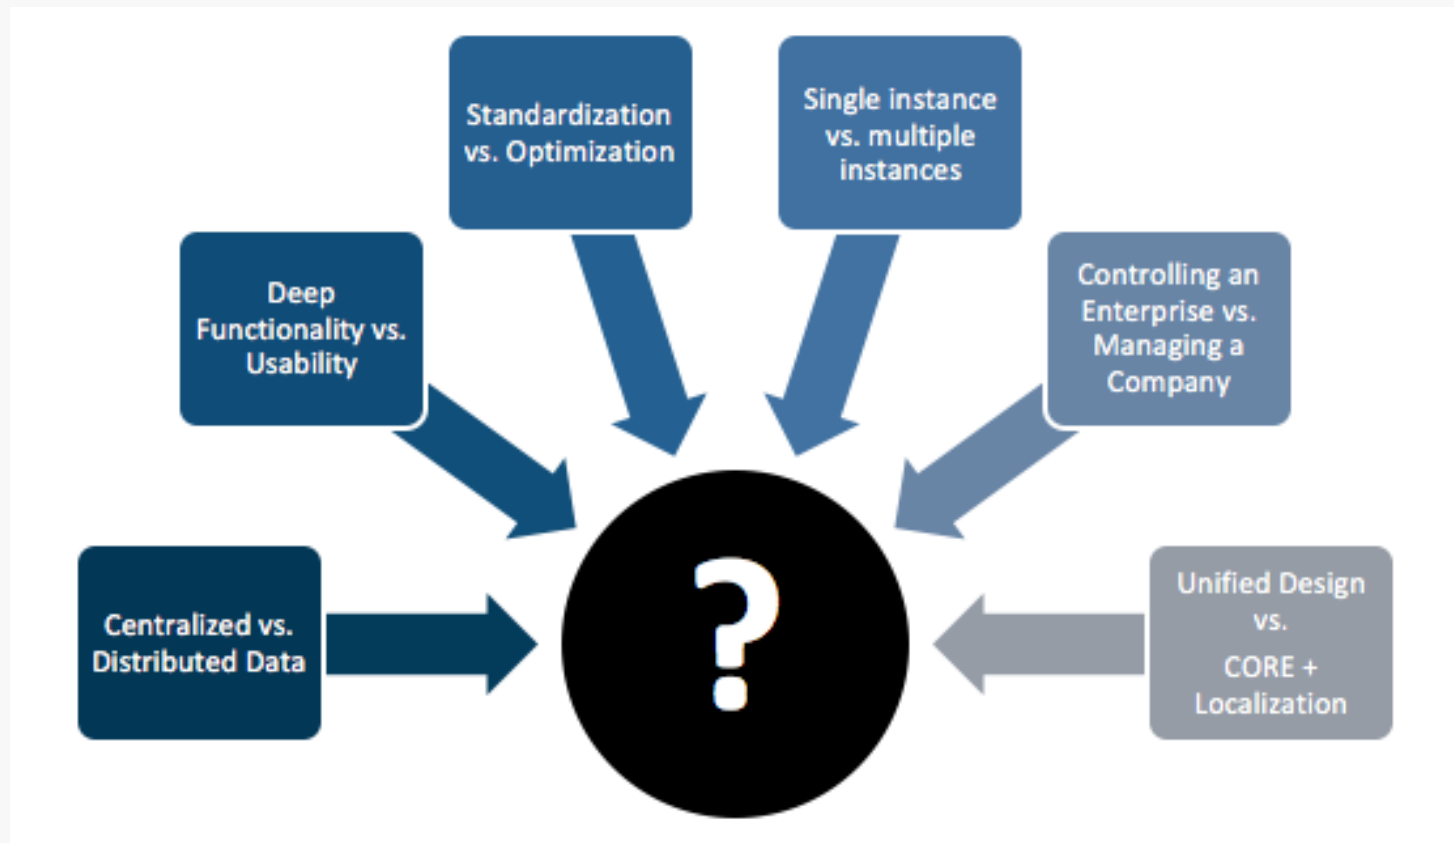 Standardization
vs. Optimization
Single instance
vs. multiple
instances
Deep
Functionality vs.
Usability
Controlling an
Enterprise vs.
Managing a
Company
Centralized vs.
Distributed Data
?
Unified Design
vs.
CORE +
Localization